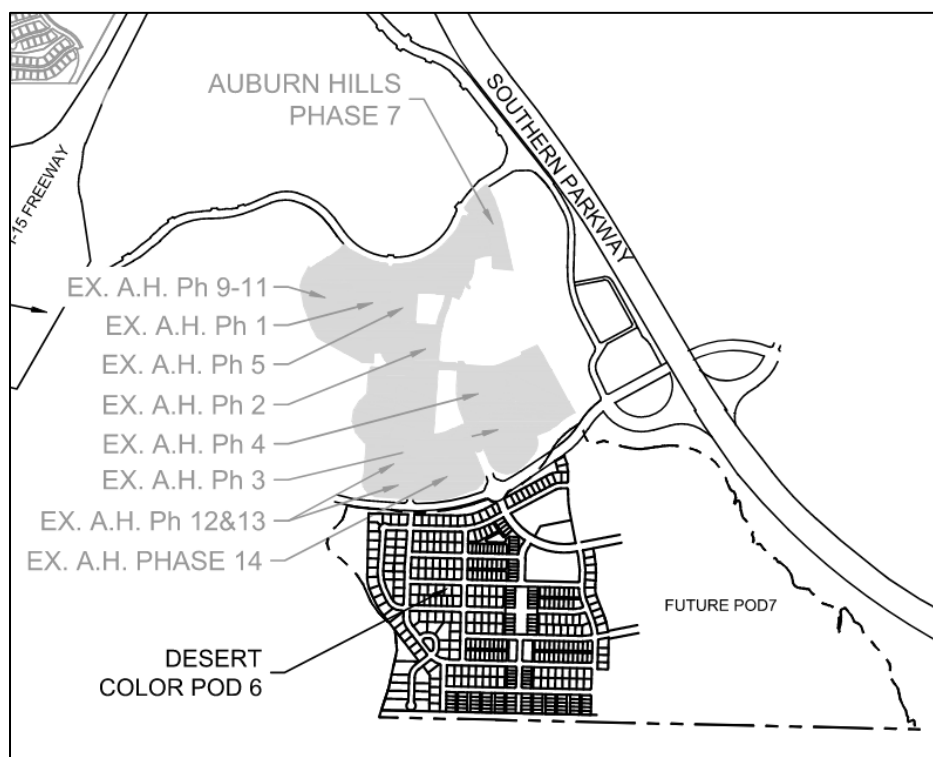 AUBURN HILLS
PHASE 7
SOUTHERN PARKWAY
I-15 FREEWAY
EX. A.H. Ph 9-11
EX. A.H. Ph 1
EX. A.H. Ph 5
EX. A.H. Ph 2
EX. A.H. Ph 4
EX. A.H. Ph 3
EX. A.H. Ph 12&13
EX. A.H. PHASE 14
FUTURE POD7
DESERT
COLOR POD 6